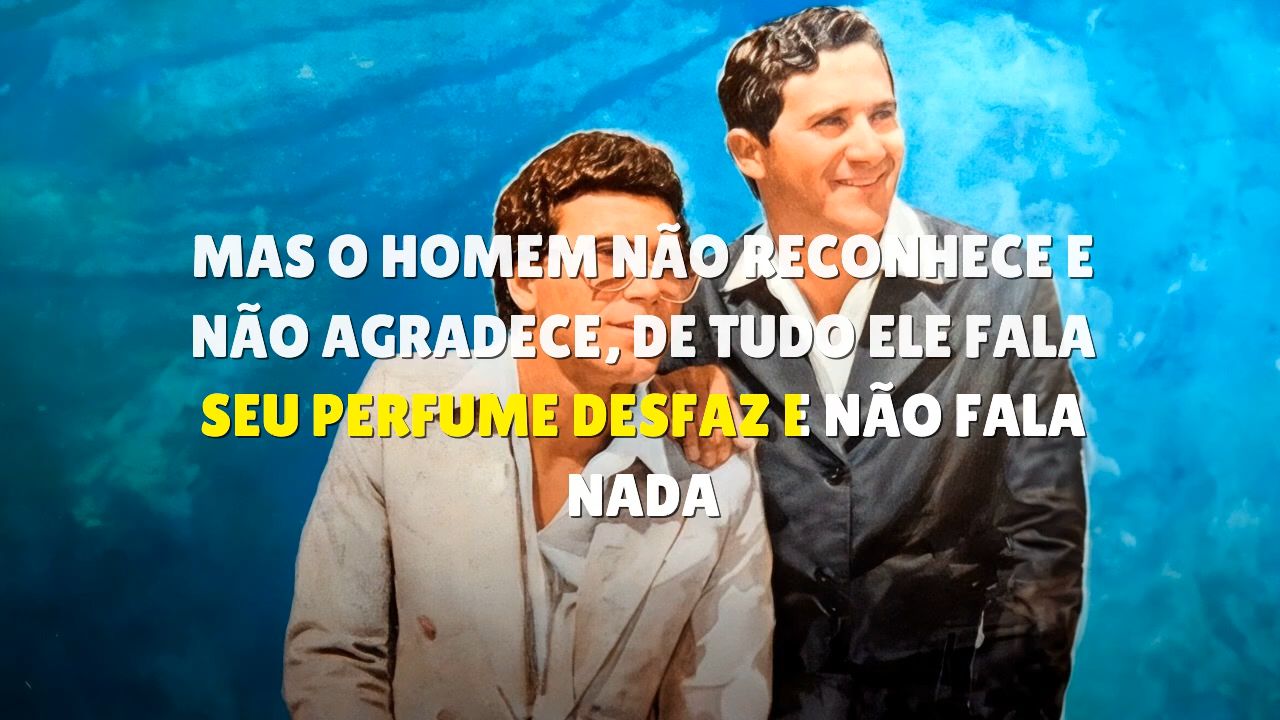 MAS O HOMEM NÃO RECONHECE E
NÃO AGRADECE, DE TUDO ELE FALA
SEU PERFUME DESFAZ E NÃO FALA
NADA